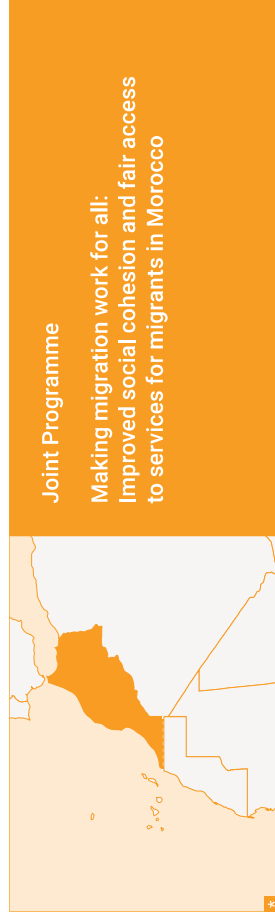 Joint Programme
Making migration work for all:
Improved social cohesion and fair access
to services for migrants in Morocco
*